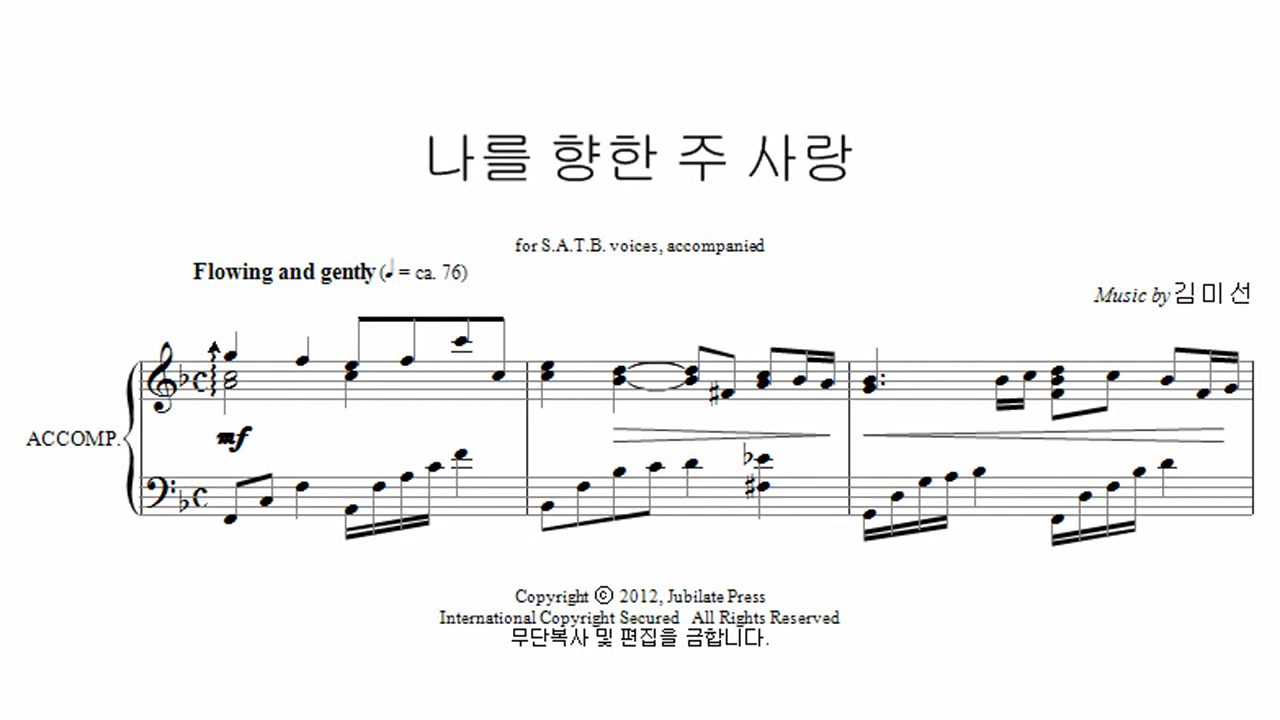 나를 향한 주 사랑
for S.A.T.B. voices, accompanied
Flowing and gently (♩ = ca. 76)
Music by 김 미 선
mf
ACCOMP.
Copyright ⓒ 2012, Jubilate Press
International Copyright Secured All Rights Reserved
무단복사 및 편집을 금합니다.